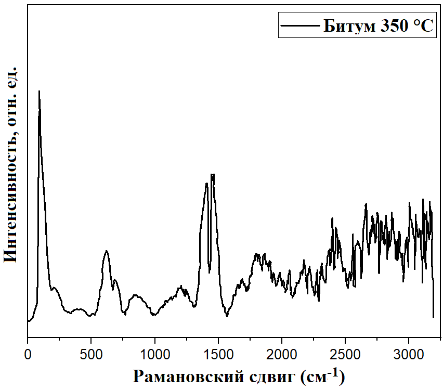 Битум 350 °C
Интенсивность, отн. ед.
0 500 1000 1500 2000 2500 3000
Рамановский сдвиг (см-1)